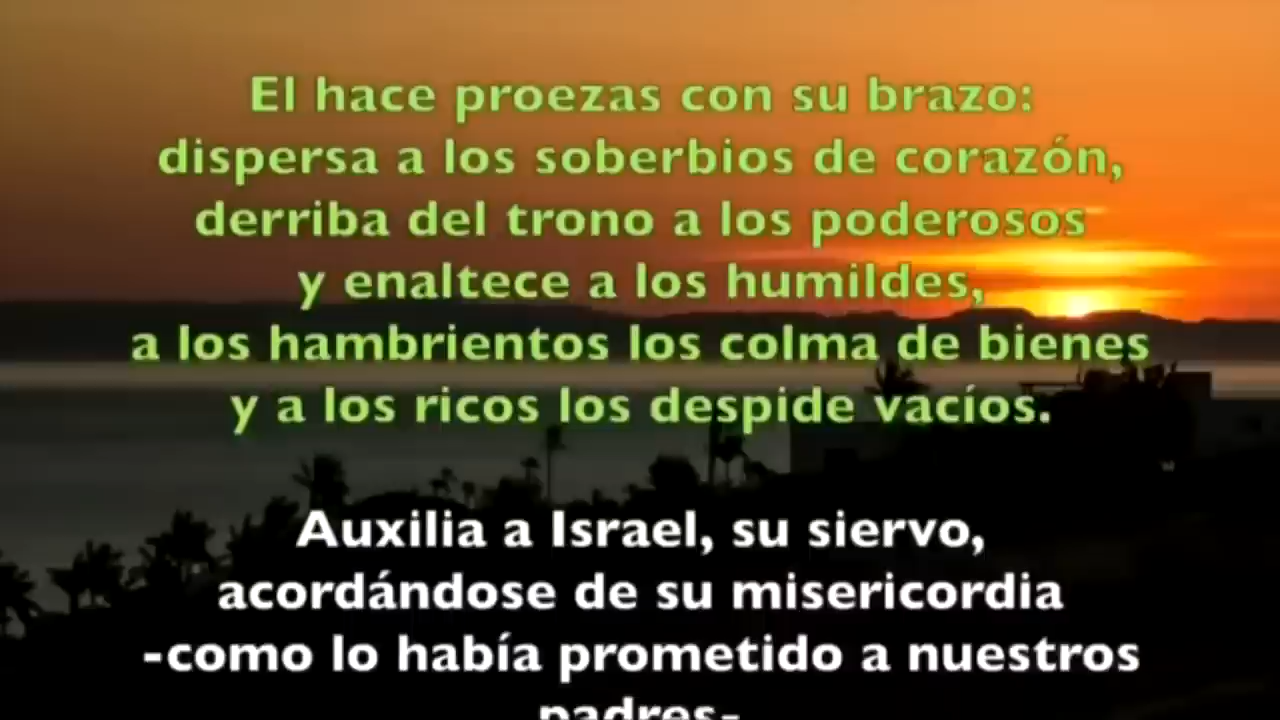 El hace proezas con su brazo:
dispersa a los soberbios de corazón,
derriba del trono a los poderosos
y enaltece a los humildes,
a los hambrientos los colma de bienes
y a los ricos los despide vacíos.
Auxilia a Israel, su siervo,
acordándose de su misericordia
-como lo había prometido a nuestros
padres-